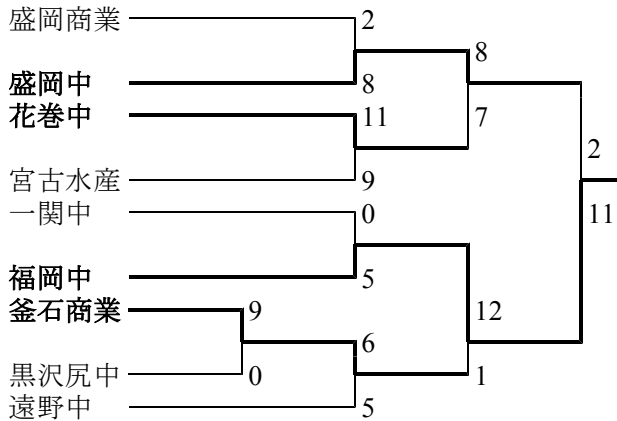 盛岡商業 2
8
盛岡中 8
花巻中 11 7
2
宮古水産 9
一関中 0 11
福岡中 5
釜石商業 9 12
6
黒沢尻中 0 1
遠野中 5